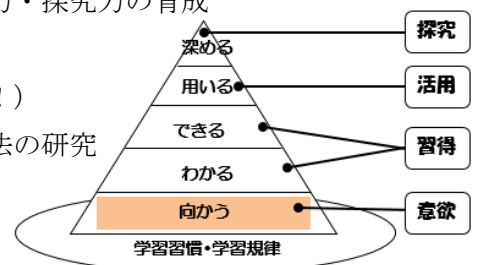 力・探究力の育成
深める
探究
!)
用いる
活用
法の研究
できる
習得
わかる
向かう
意欲
学習習慣・学習規律